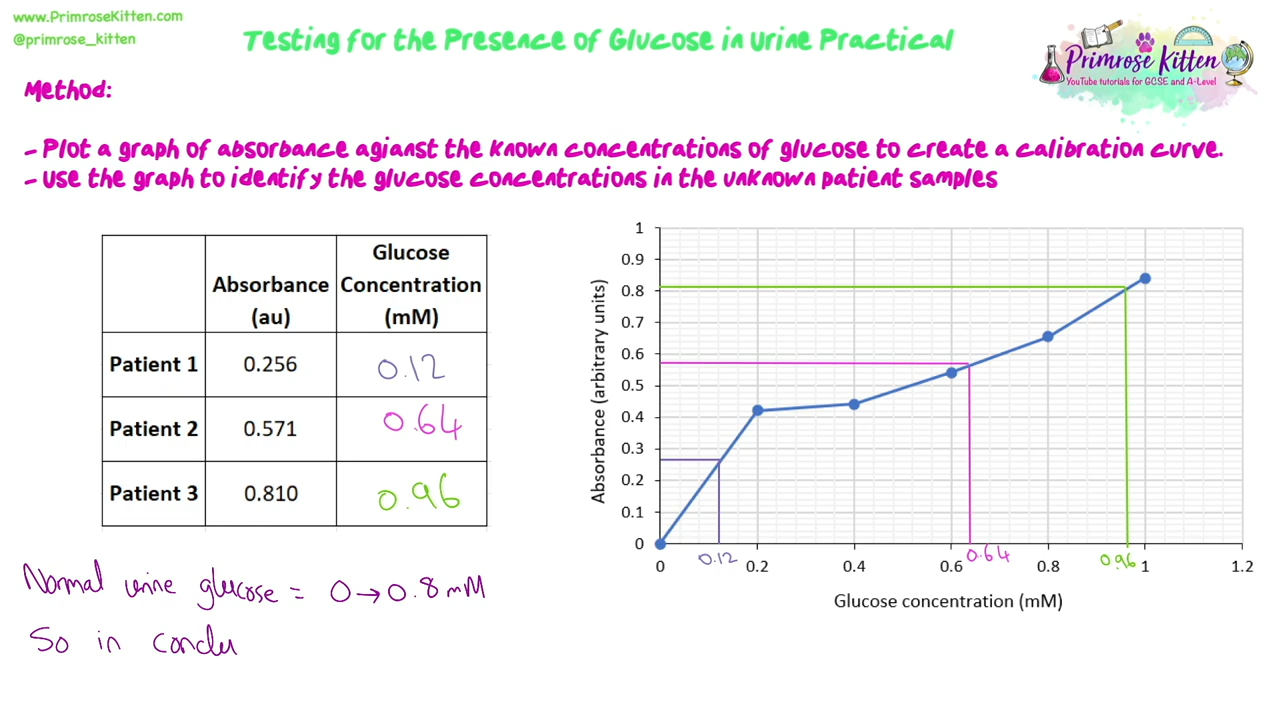 www.PrimroseKitten.com
@primrose_kitten
Testing for the Presence of Glucose in Urine Practical
Primrose Kitten
YouTube tutorials for GCSE and A-Level
Method:
- Plot a graph of absorbance agianst the known concentrations of glucose to create a calibration curve.
- Use the graph to identify the glucose concentrations in the unknown patient samples
Absorbance (au) Glucose Concentration (mM)
Patient 1 0.256 0.12
Patient 2 0.571 0.64
Patient 3 0.810 0.96
Normal urine glucose = 0 → 0.8 mM
So in conclu
Absorbance (arbitrary units)
1
0.9
0.8
0.7
0.6
0.5
0.4
0.3
0.2
0.1
0
0 0.2 0.4 0.6 0.8 1 1.2
0.12 0.64 0.96
Glucose concentration (mM)